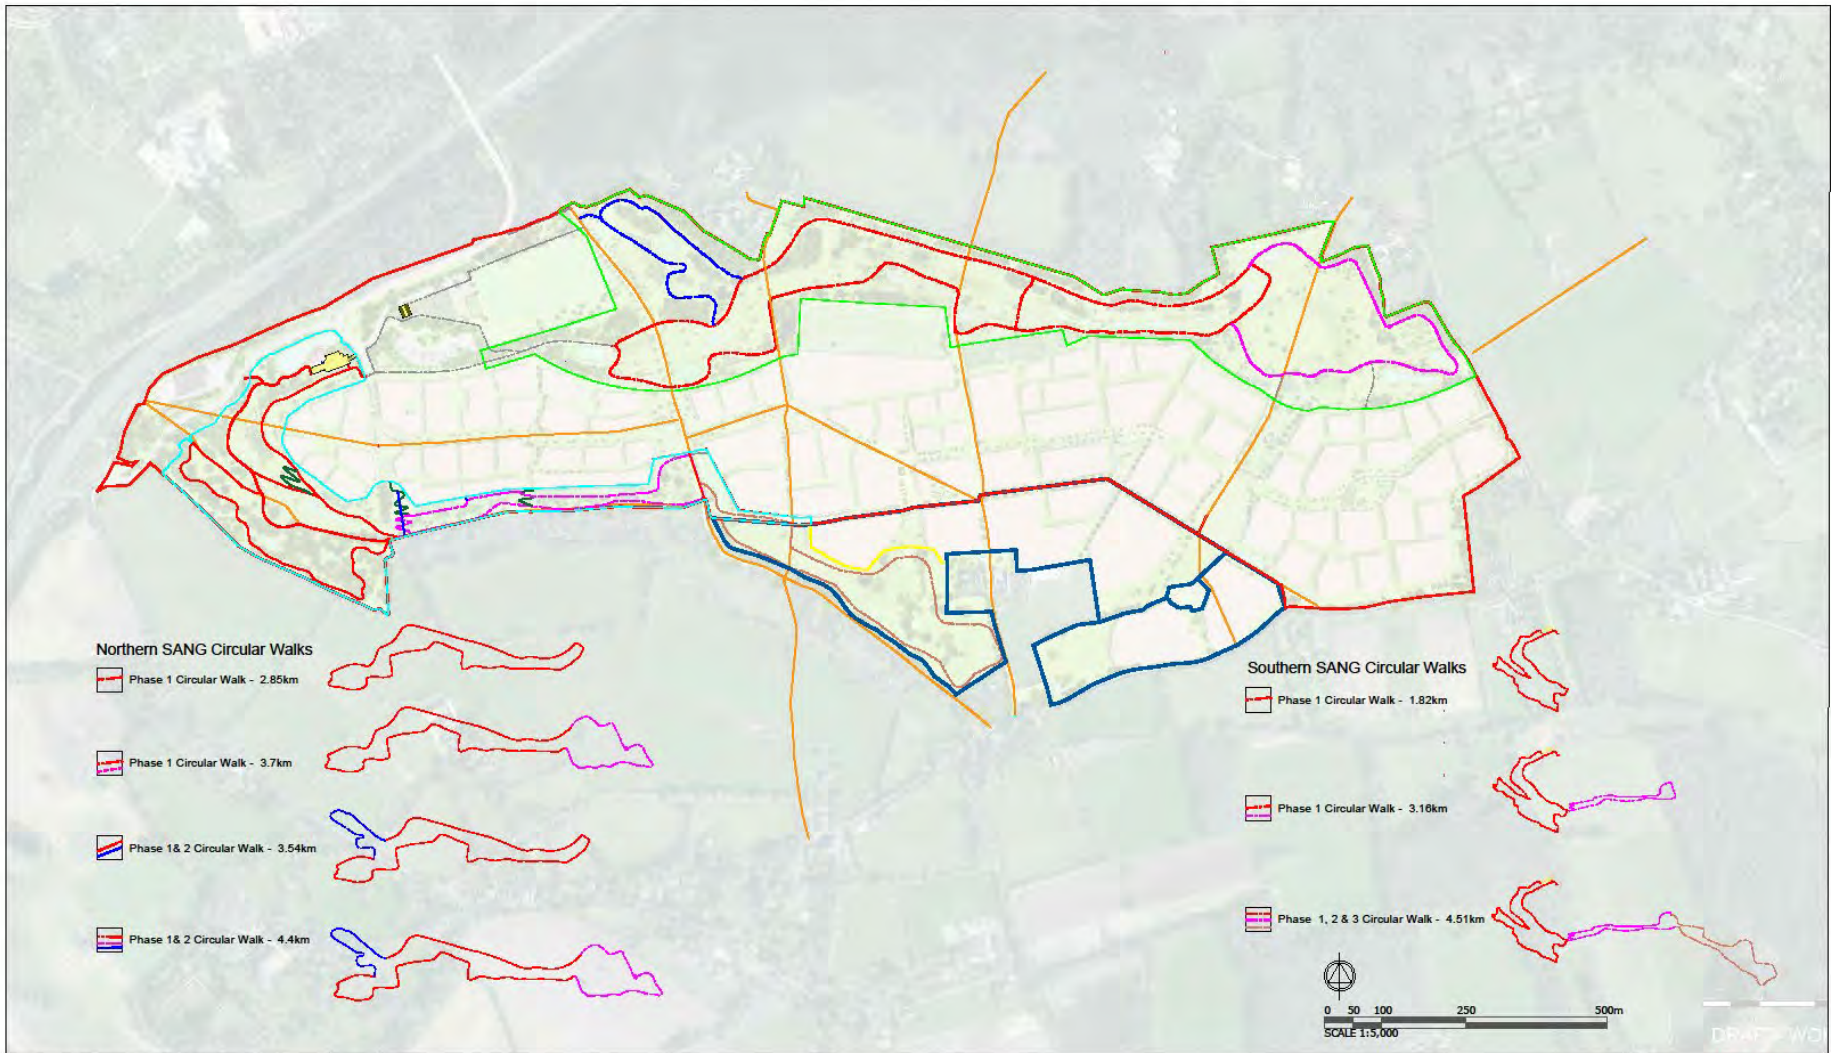 Northern SANG Circular Walks
Phase 1 Circular Walk - 2.85km
Phase 1 Circular Walk - 3.7km
Phase 1& 2 Circular Walk - 3.54km
Phase 1& 2 Circular Walk - 4.4km
Southern SANG Circular Walks
Phase 1 Circular Walk - 1.82km
Phase 1 Circular Walk - 3.16km
Phase 1, 2 & 3 Circular Walk - 4.51km
0 50 100 250 500m
SCALE 1:5,000